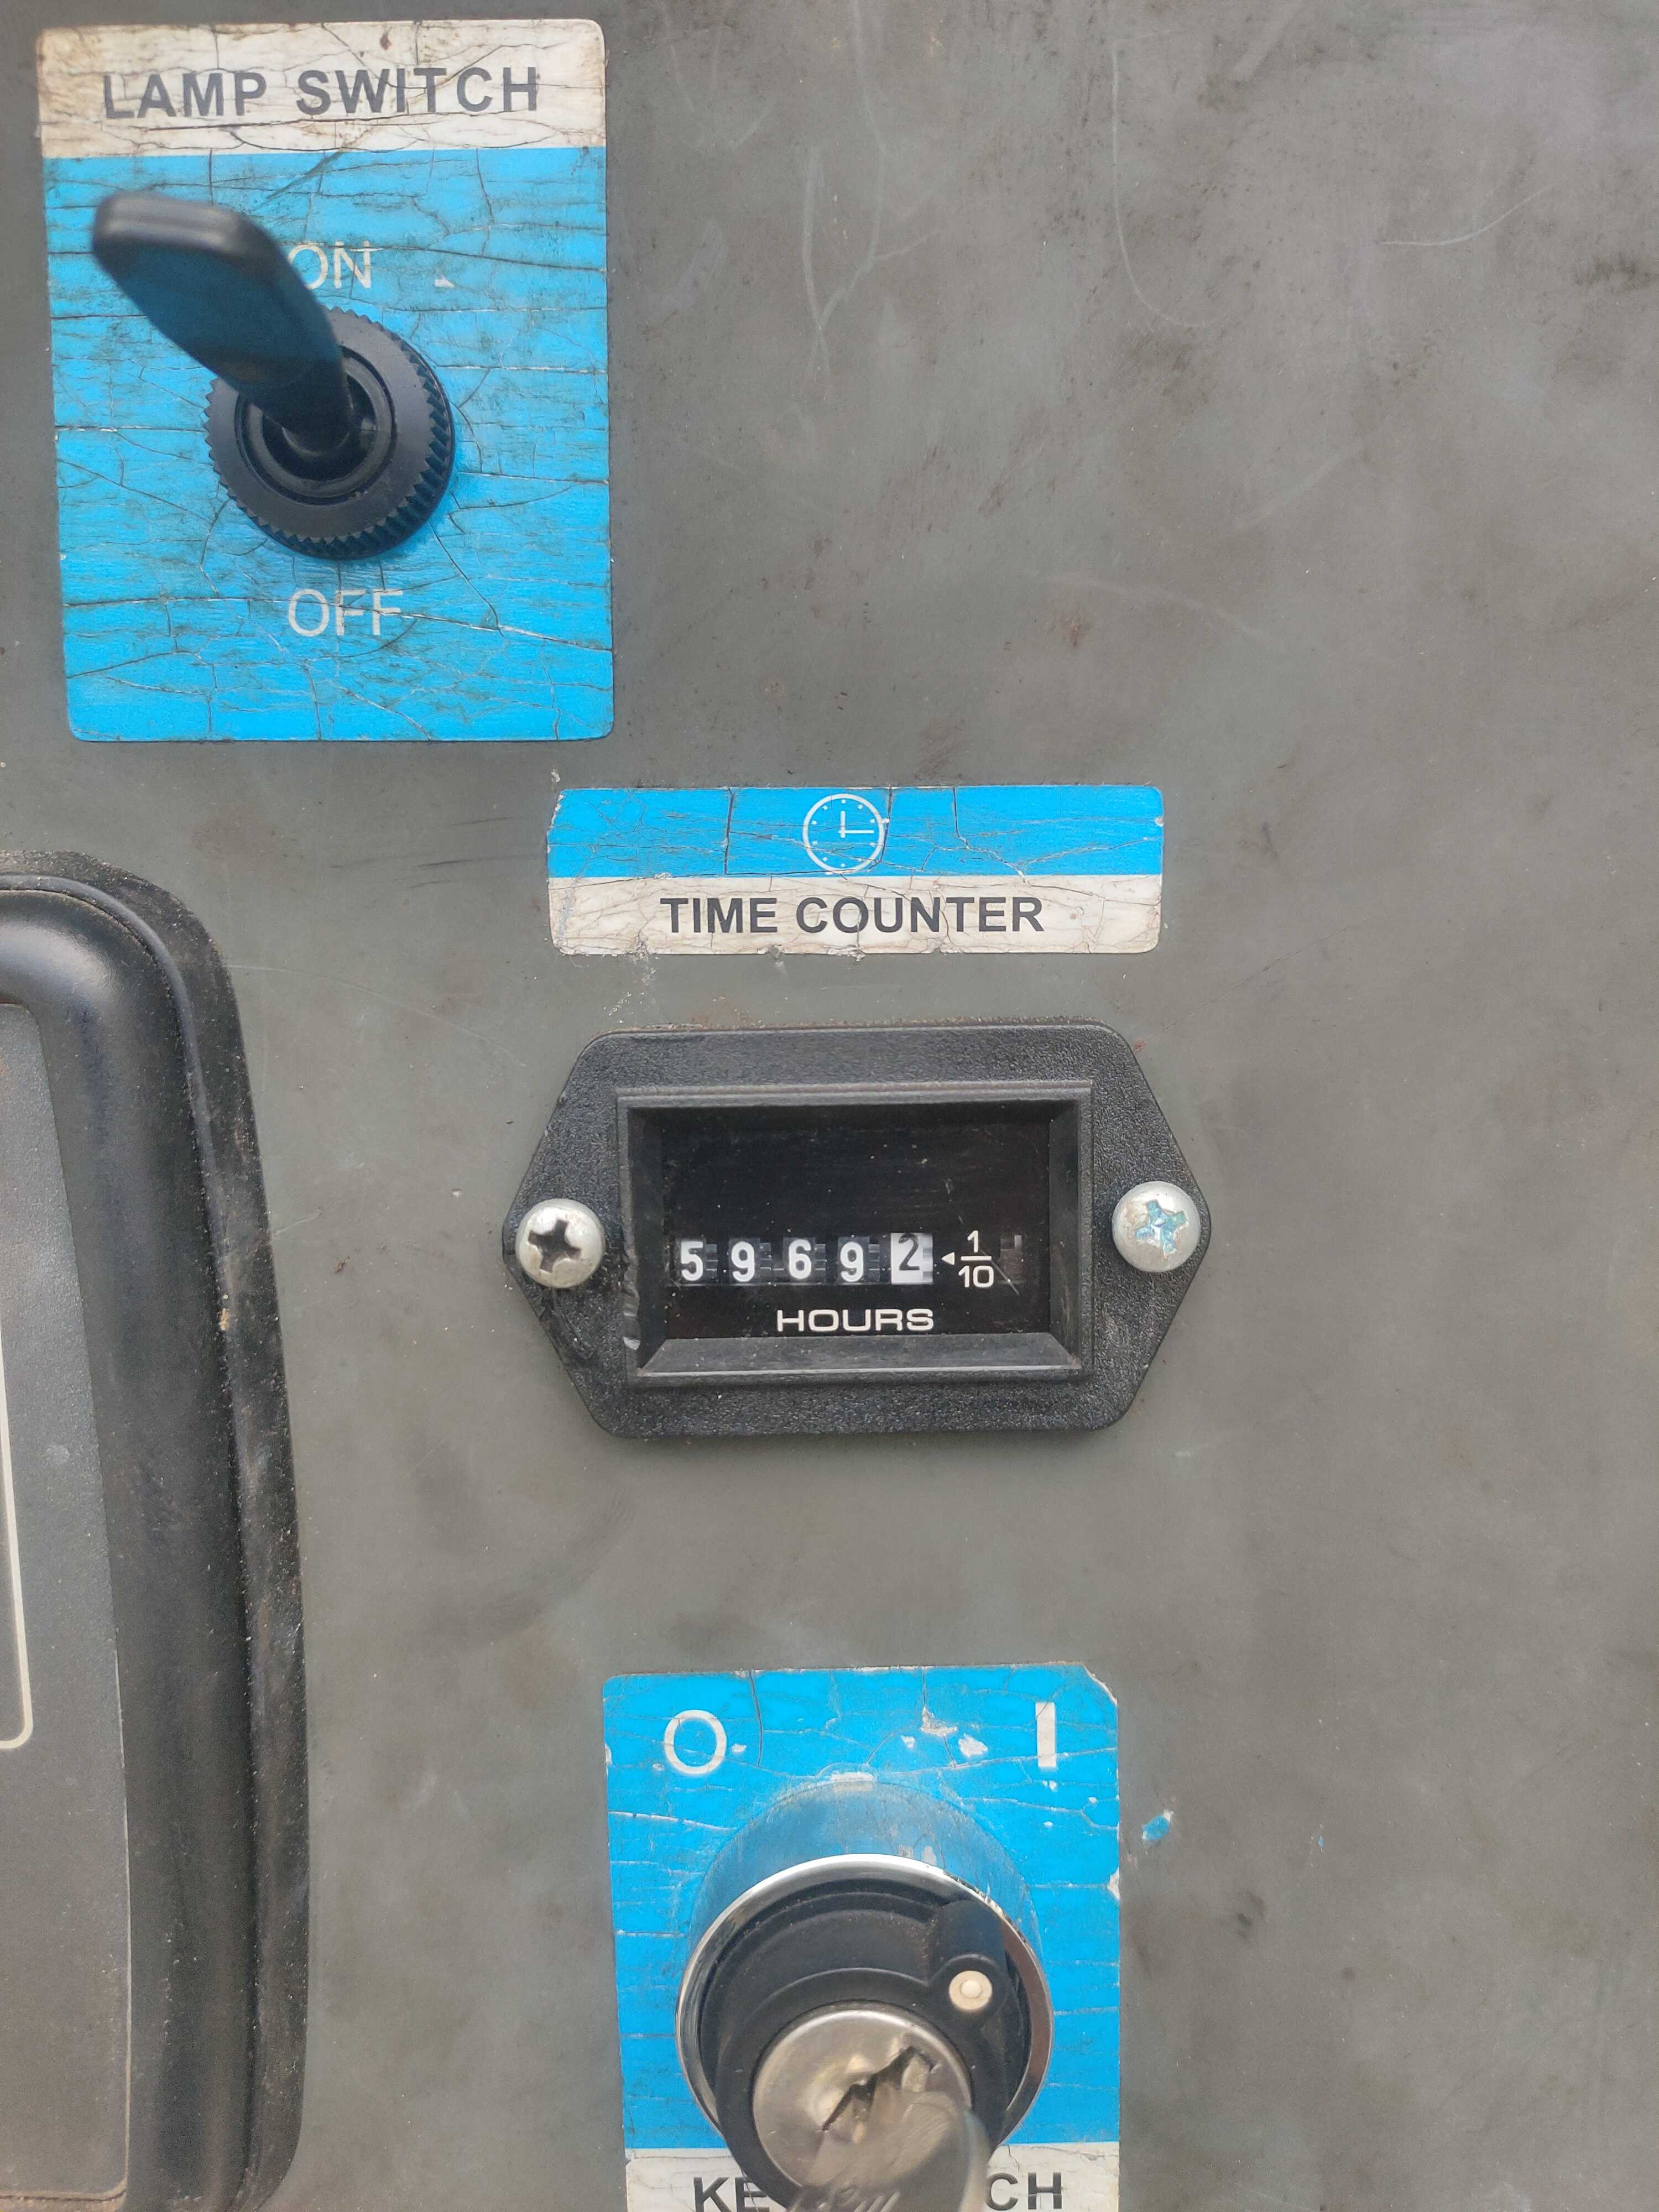 LAMP SWITCH
ON
OFF
TIME COUNTER
59692 1/10
HOURS
O I